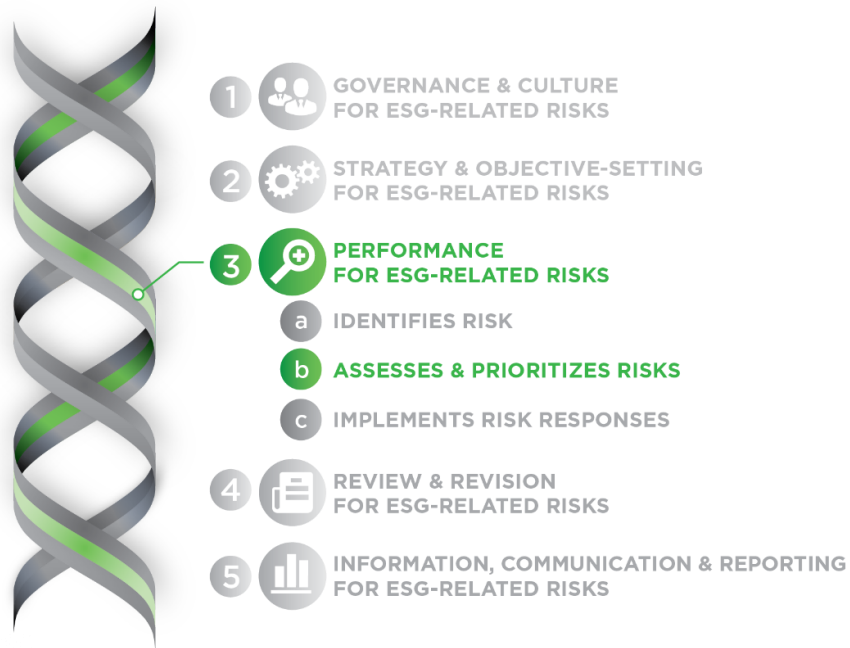 1 GOVERNANCE & CULTURE
FOR ESG-RELATED RISKS
2 STRATEGY & OBJECTIVE-SETTING
FOR ESG-RELATED RISKS
3 PERFORMANCE
FOR ESG-RELATED RISKS
a IDENTIFIES RISK
b ASSESSES & PRIORITIZES RISKS
c IMPLEMENTS RISK RESPONSES
4 REVIEW & REVISION
FOR ESG-RELATED RISKS
5 INFORMATION, COMMUNICATION & REPORTING
FOR ESG-RELATED RISKS